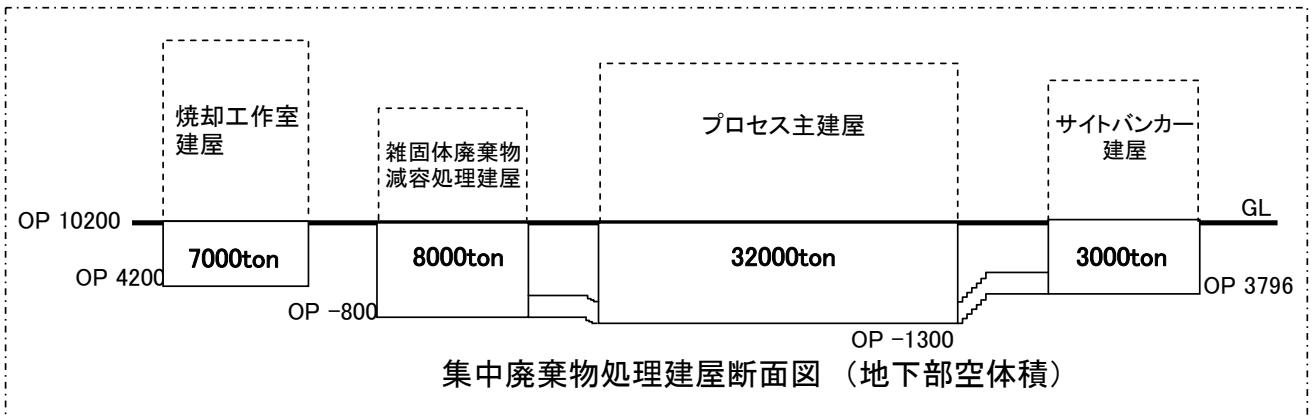 焼却工作室
建屋
雑固体廃棄物
減容処理建屋
プロセス主建屋
サイトバンカー
建屋
OP 10200
GL
7000ton
8000ton
32000ton
3000ton
OP 4200
OP -800
OP -1300
OP 3796
集中廃棄物処理建屋断面図 （地下部空体積）